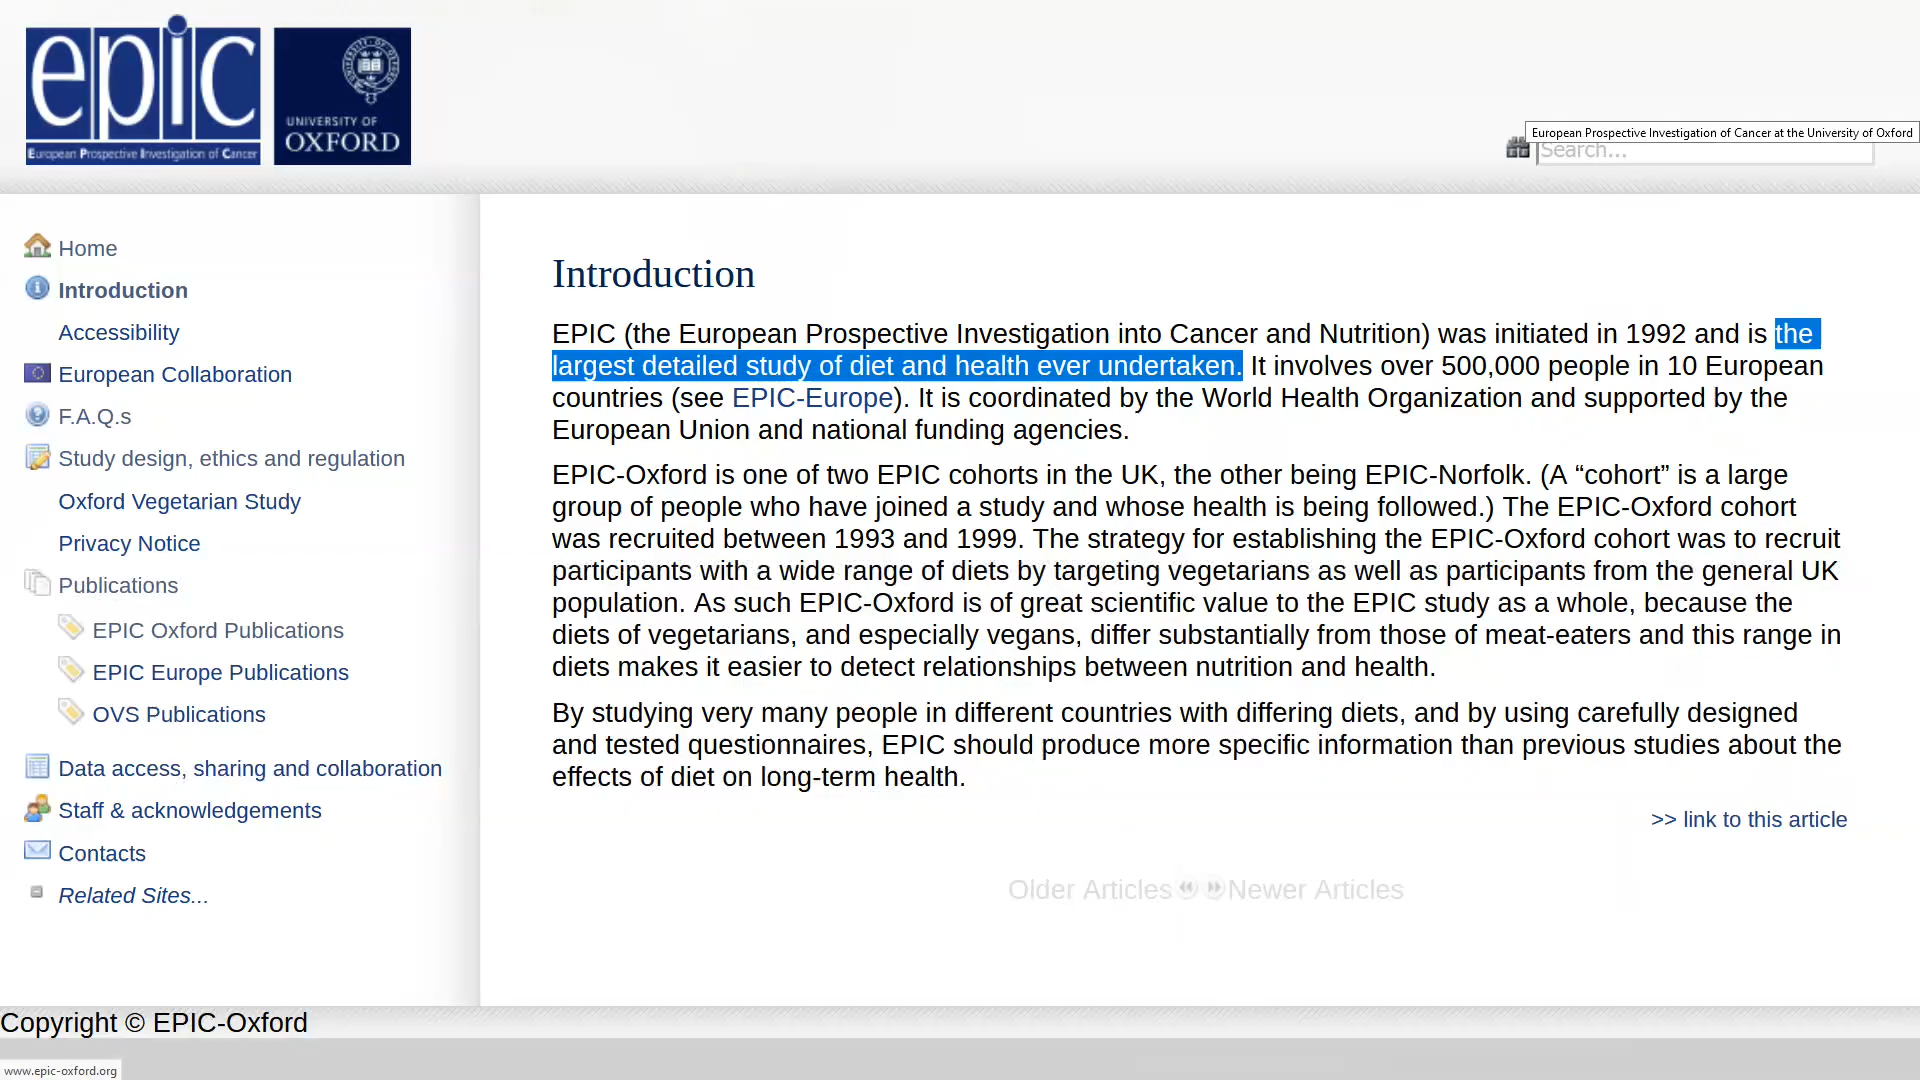 epic
European Prospective Investigation of Cancer
UNIVERSITY OF
OXFORD
European Prospective Investigation of Cancer at the University of Oxford
Search...
Home
Introduction
Accessibility
European Collaboration
F.A.Q.s
Study design, ethics and regulation
Oxford Vegetarian Study
Privacy Notice
Publications
EPIC Oxford Publications
EPIC Europe Publications
OVS Publications
Data access, sharing and collaboration
Staff & acknowledgements
Contacts
Related Sites...
Introduction
EPIC (the European Prospective Investigation into Cancer and Nutrition) was initiated in 1992 and is the
largest detailed study of diet and health ever undertaken. It involves over 500,000 people in 10 European
countries (see EPIC-Europe). It is coordinated by the World Health Organization and supported by the
European Union and national funding agencies.
EPIC-Oxford is one of two EPIC cohorts in the UK, the other being EPIC-Norfolk. (A “cohort” is a large
group of people who have joined a study and whose health is being followed.) The EPIC-Oxford cohort
was recruited between 1993 and 1999. The strategy for establishing the EPIC-Oxford cohort was to recruit
participants with a wide range of diets by targeting vegetarians as well as participants from the general UK
population. As such EPIC-Oxford is of great scientific value to the EPIC study as a whole, because the
diets of vegetarians, and especially vegans, differ substantially from those of meat-eaters and this range in
diets makes it easier to detect relationships between nutrition and health.
By studying very many people in different countries with differing diets, and by using carefully designed
and tested questionnaires, EPIC should produce more specific information than previous studies about the
effects of diet on long-term health.
>> link to this article
Older Articles Newer Articles
Copyright © EPIC-Oxford
www.epic-oxford.org